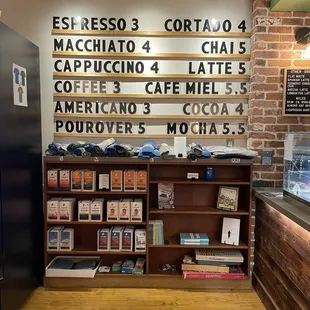 ESPRESSO 3 CORTADO 4
MACCHIATO 4 CHAI 5
CAPPUCCINO 4 LATTE 5
COFFEE 3 CAFE MIEL 5.5
AMERICANO 3 COCOA 4
POUROVER 5 MOCHA 5.5